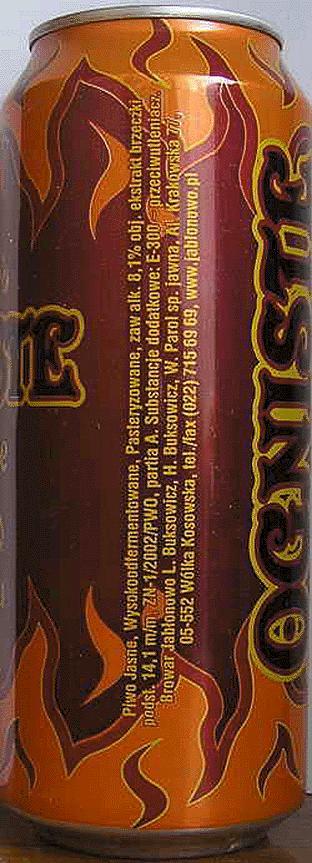 Piwo Jasne, Wysokoodfermentowane, Pasteryzowane, zaw alk. 8,1% obj. ekstrakt brzeczki
podst. 14,1 m/m ZN-1/2002/PWO, partia A. Substancje dodatkowe: E-300 - przeciwutleniacz
Browar Jabłonowo L. Buksowicz, H. Buksowicz, W. Parol sp. jawna, Al. Krakowska
05-552 Wólka Kosowska, tel./fax (022) 715 69 69, www.jablonowo.pl
OGNISTE